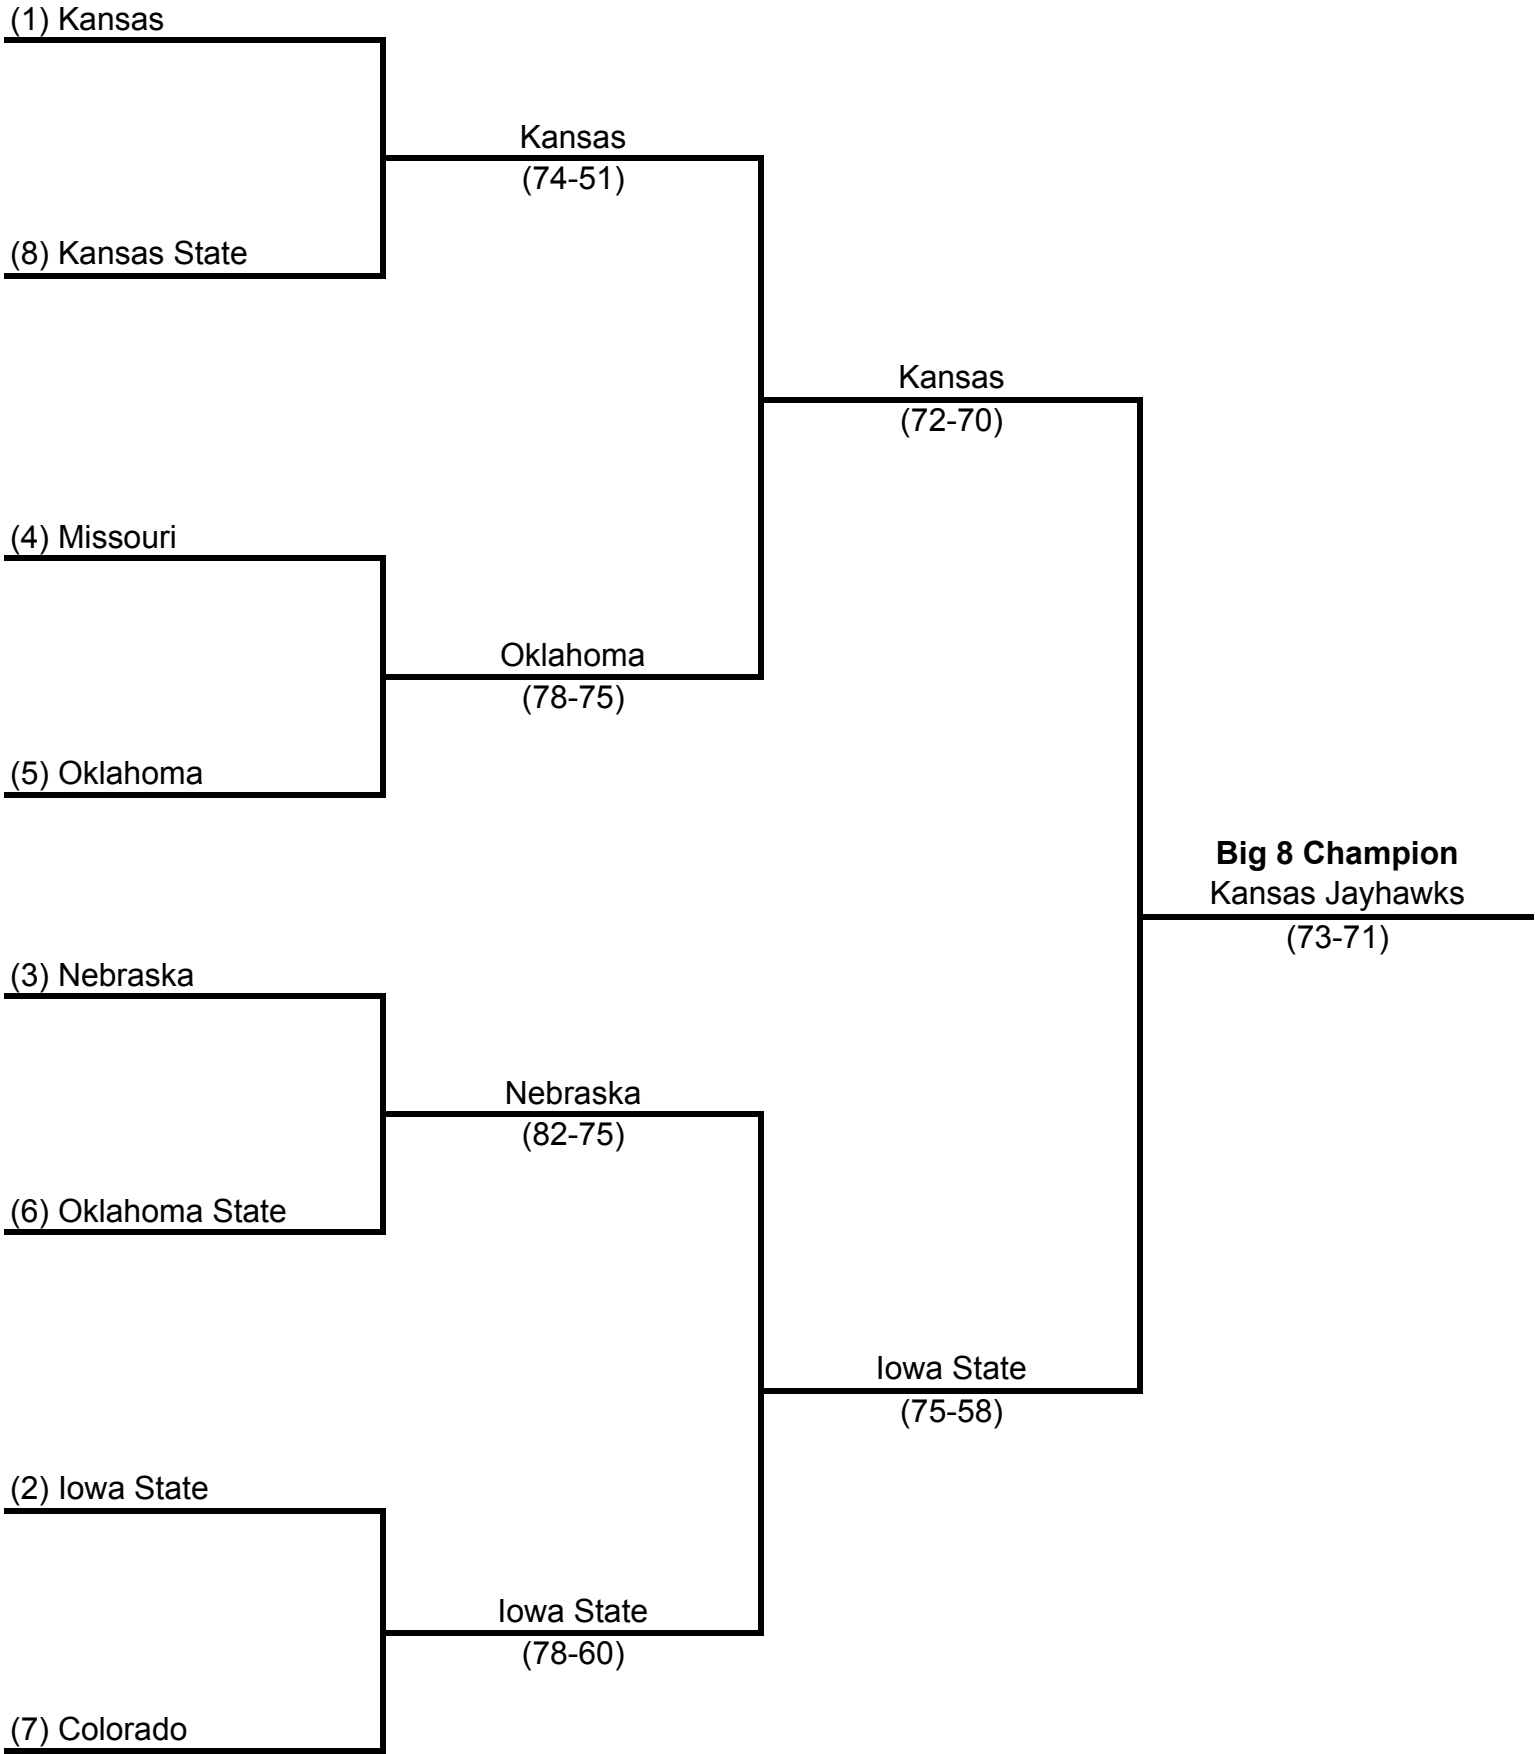 (1) Kansas
Kansas
(74-51)
(8) Kansas State
Kansas
(72-70)
(4) Missouri
Oklahoma
(78-75)
(5) Oklahoma
Big 8 Champion
Kansas Jayhawks
(73-71)
(3) Nebraska
Nebraska
(82-75)
(6) Oklahoma State
Iowa State
(75-58)
(2) Iowa State
Iowa State
(78-60)
(7) Colorado